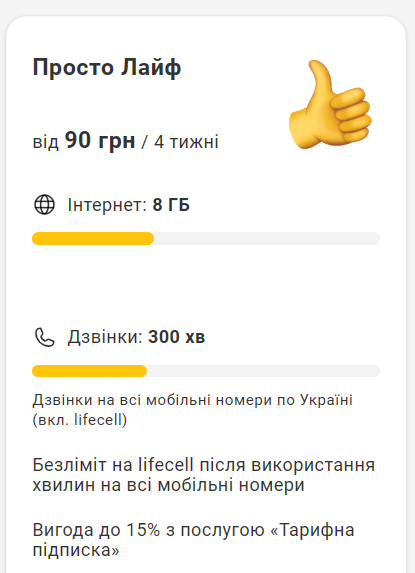 Просто Лайф
від 90 грн / 4 тижні
Інтернет: 8 ГБ
Дзвінки: 300 хв
Дзвінки на всі мобільні номери по Україні
(вкл. lifecell)
Безліміт на lifecell після використання
хвилин на всі мобільні номери
Вигода до 15% з послугою «Тарифна
підписка»